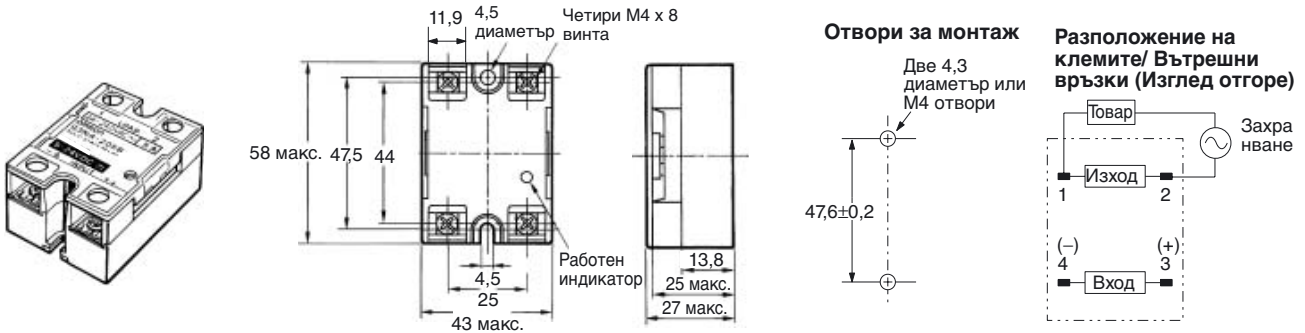 11,9
4,5
диаметър
Четири M4 x 8
винта
58 макс.
47,5
44
4,5
25
43 макс.
Работен
индикатор
13,8
25 макс.
27 макс.
Отвори за монтаж
Две 4,3
диаметър или
M4 отвори
47,6±0,2
Разположение на
клемите/ Вътрешни
връзки (Изглед отгоре)
Товар
Захра
нване
Изход
1
2
(–)
(+)
4
3
Вход